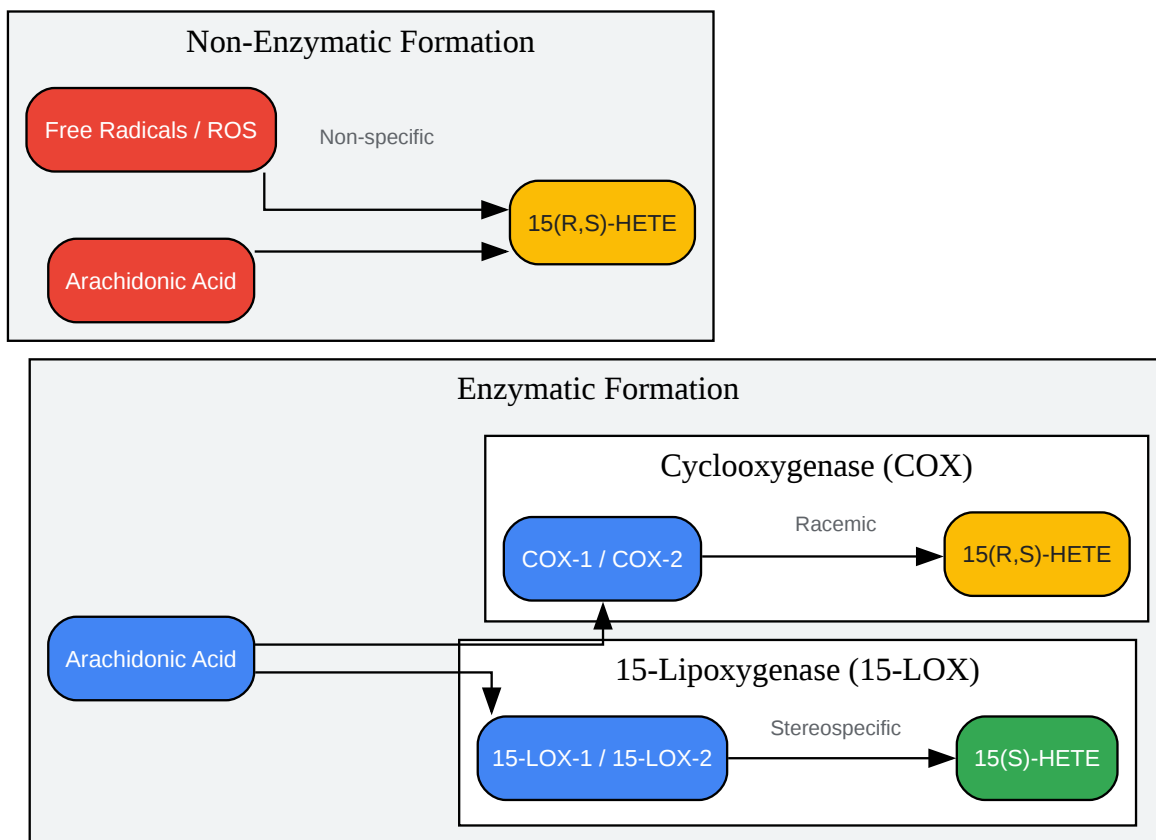 Non-Enzymatic Formation
Free Radicals / ROS
Non-specific
15(R,S)-HETE
Arachidonic Acid
Enzymatic Formation
Cyclooxygenase (COX)
COX-1 / COX-2
Racemic
15(R,S)-HETE
Arachidonic Acid
15-Lipoxygenase (15-LOX)
15-LOX-1 / 15-LOX-2
Stereospecific
15(S)-HETE